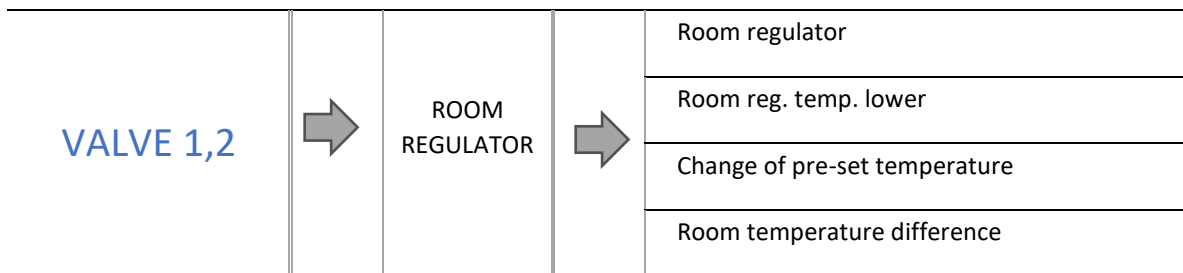 VALVE 1,2
ROOM
REGULATOR
Room regulator
Room reg. temp. lower
Change of pre-set temperature
Room temperature difference